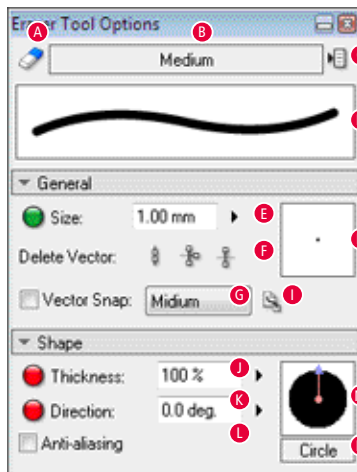 Eraser Tool Options
A
B
Medium
General
Size: 1.00 mm E
Delete Vector: F
Vector Snap: Midium G I
Shape
Thickness: 100 % J
Direction: 0.0 deg. K
Anti-aliasing L
Circle